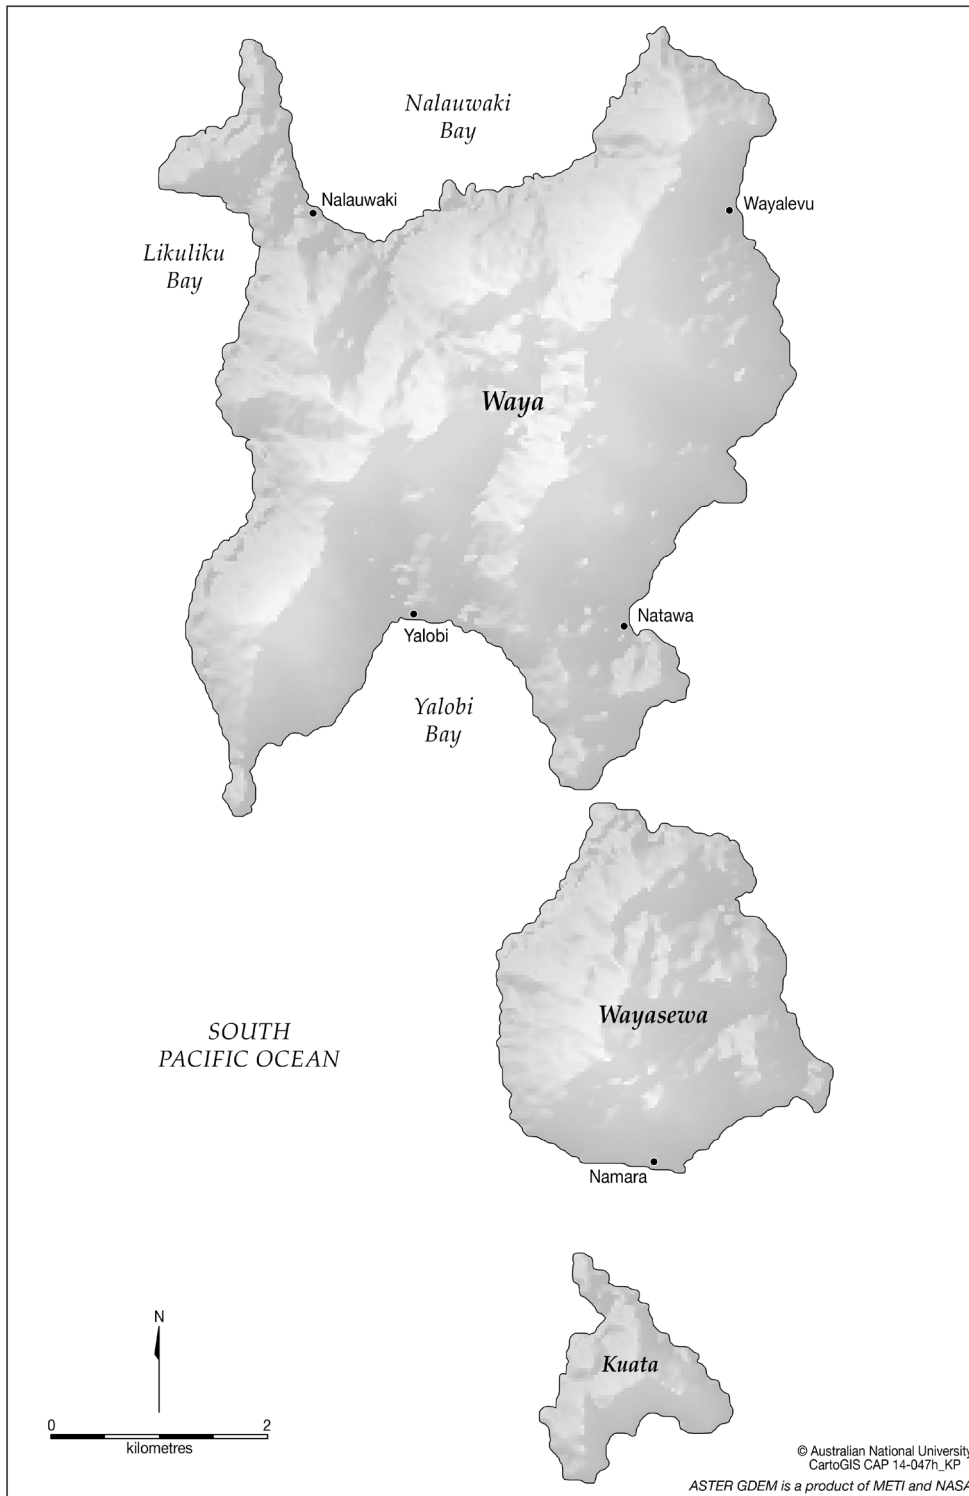 Nalauwaki
Bay
Nalauwaki
Wayalevu
Likuliku
Bay
Waya
Natawa
Yalobi
Yalobi
Bay
Wayasewa
SOUTH
PACIFIC OCEAN
Namara
N
Kuata
0 2
kilometres
© Australian National University
CartoGIS CAP 14-047h_KP
ASTER GDEM is a product of METI and NASA